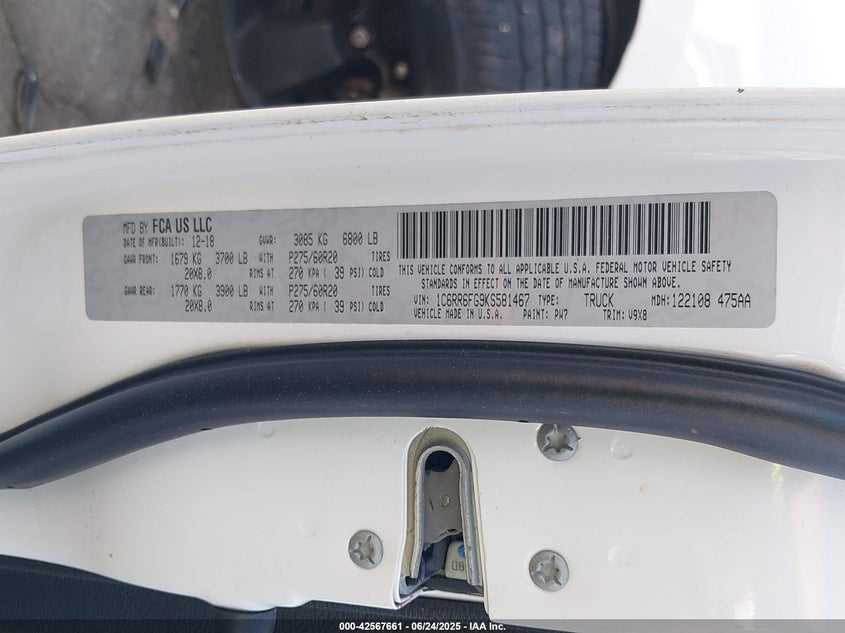 MFD BY FCA US LLC
DATE OF MFR(BUILT): 12-18 GVWR: 3085 KG 6800 LB
GAWR FRONT: 1679 KG 3700 LB WITH P275/60R20 TIRES
20X8.0 RIMS AT 270 KPA ( 39 PSI) COLD
GAWR REAR: 1770 KG 3900 LB WITH P275/60R20 TIRES
20X8.0 RIMS AT 270 KPA ( 39 PSI) COLD
THIS VEHICLE CONFORMS TO ALL APPLICABLE U.S.A. FEDERAL MOTOR VEHICLE SAFETY
STANDARDS IN EFFECT ON THE DATE OF MANUFACTURE SHOWN ABOVE.
VIN: 1C6RR6FG9KS581467 TYPE: TRUCK MDH: 122108 475AA
VEHICLE MADE IN U.S.A. PAINT: PW7 TRIM: V9X8
000-42567661 - 06/24/2025 - IAA Inc.